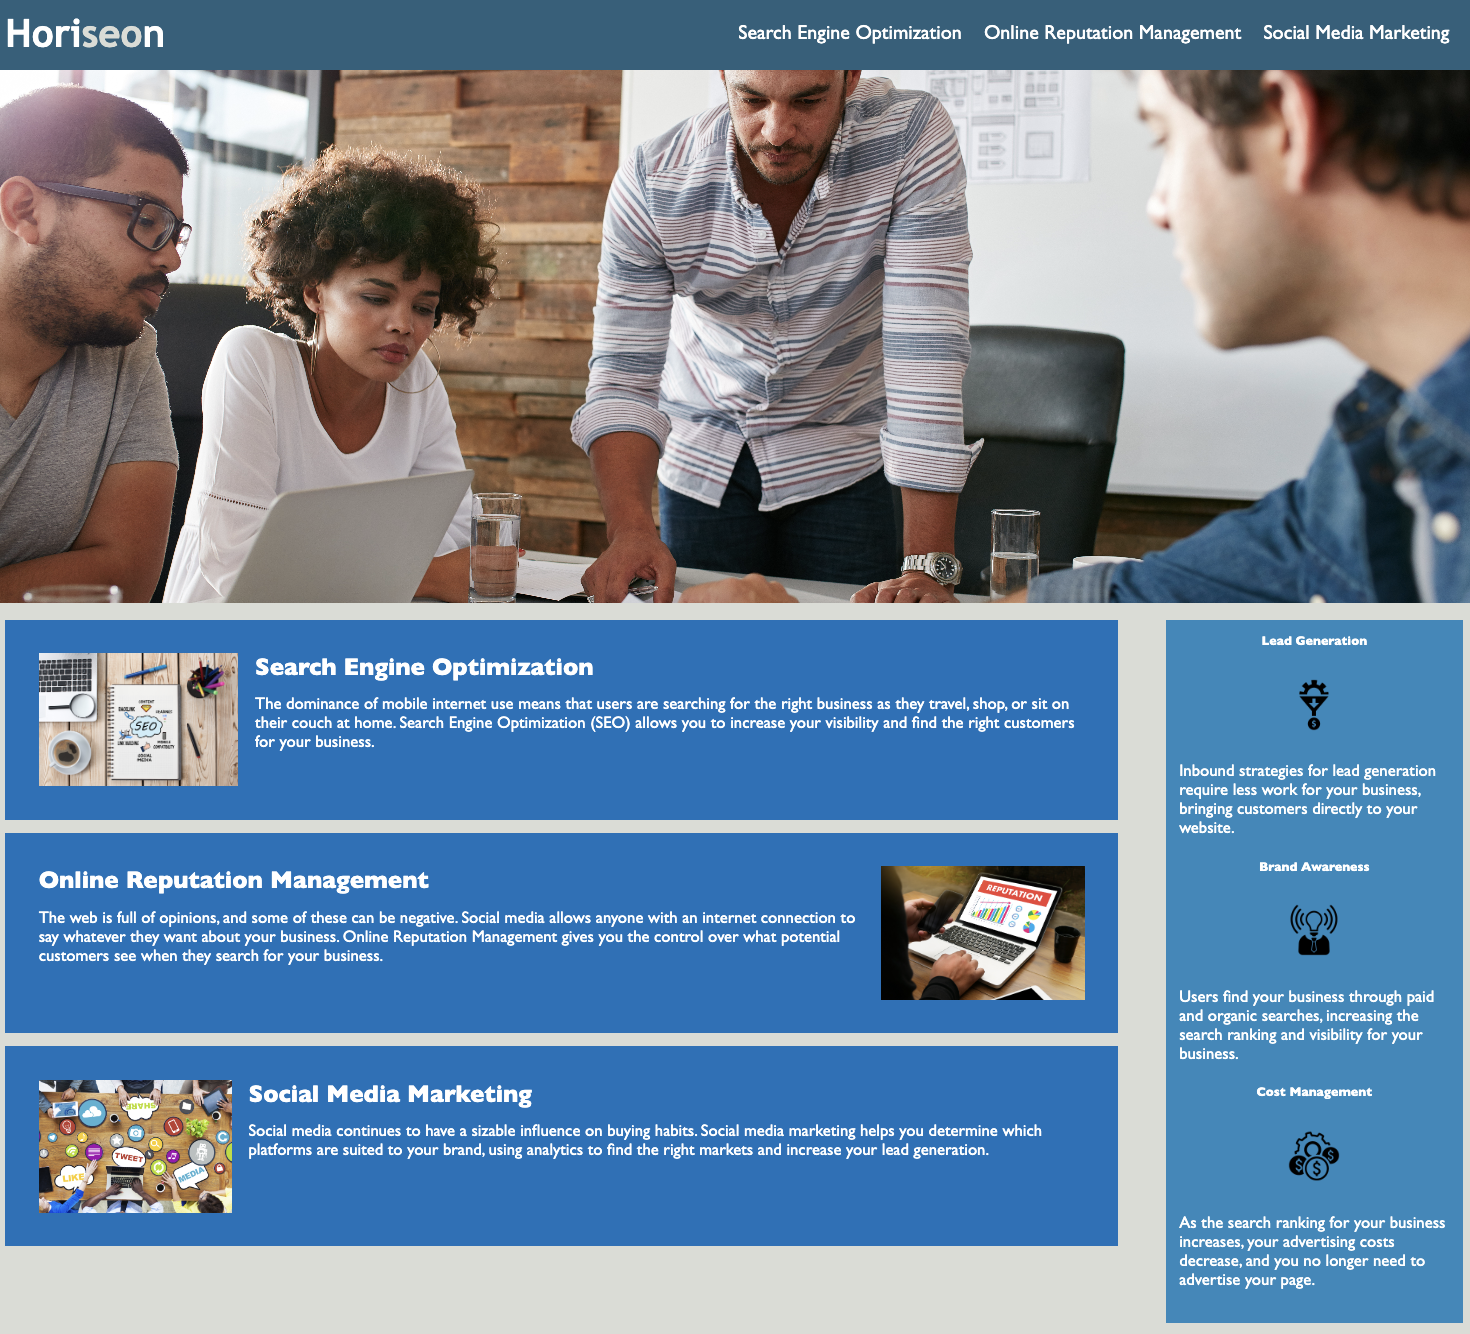 Horiseon
Search Engine Optimization Online Reputation Management Social Media Marketing
Search Engine Optimization
The dominance of mobile internet use means that users are searching for the right business as they travel, shop, or sit on
their couch at home. Search Engine Optimization (SEO) allows you to increase your visibility and find the right customers
for your business.
SEO
Online Reputation Management
The web is full of opinions, and some of these can be negative. Social media allows anyone with an internet connection to
say whatever they want about your business. Online Reputation Management gives you the control over what potential
customers see when they search for your business.
REPUTATION
Social Media Marketing
Social media continues to have a sizable influence on buying habits. Social media marketing helps you determine which
platforms are suited to your brand, using analytics to find the right markets and increase your lead generation.
SHARE
TWEET
LIKE
MEDIA
Lead Generation
Inbound strategies for lead generation
require less work for your business,
bringing customers directly to your
website.
Brand Awareness
Users find your business through paid
and organic searches, increasing the
search ranking and visibility for your
business.
Cost Management
As the search ranking for your business
increases, your advertising costs
decrease, and you no longer need to
advertise your page.